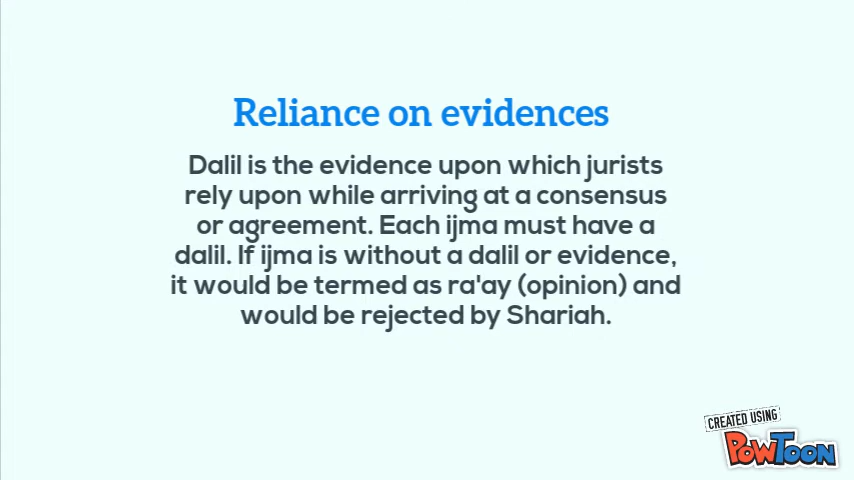 Reliance on evidences
Dalil is the evidence upon which jurists
rely upon while arriving at a consensus
or agreement. Each ijma must have a
dalil. If ijma is without a dalil or evidence,
it would be termed as ra'ay (opinion) and
would be rejected by Shariah.
CREATED USING
POWTOON